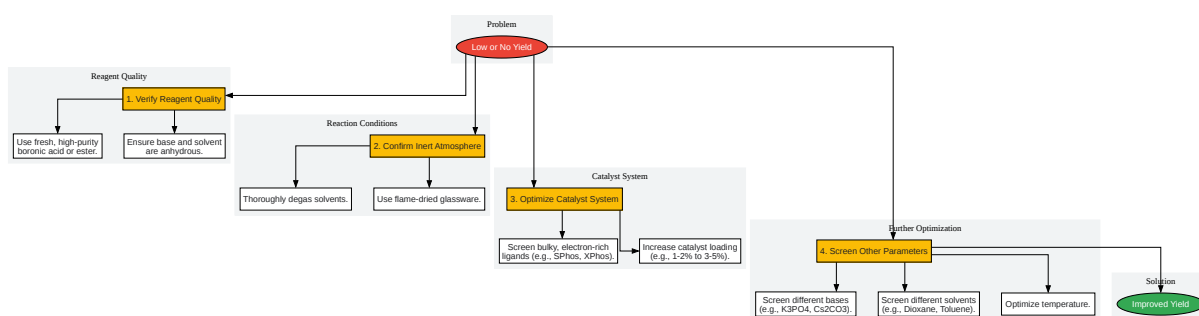 Problem
Low or No Yield
Reagent Quality
1. Verify Reagent Quality
Use fresh, high-purity
boronic acid or ester.
Ensure base and solvent
are anhydrous.
Reaction Conditions
2. Confirm Inert Atmosphere
Thoroughly degas solvents.
Use flame-dried glassware.
Catalyst System
3. Optimize Catalyst System
Screen bulky, electron-rich
ligands (e.g., SPhos, XPhos).
Increase catalyst loading
(e.g., 1-2% to 3-5%).
Further Optimization
4. Screen Other Parameters
Screen different bases
(e.g., K3PO4, Cs2CO3).
Screen different solvents
(e.g., Dioxane, Toluene).
Optimize temperature.
Solution
Improved Yield